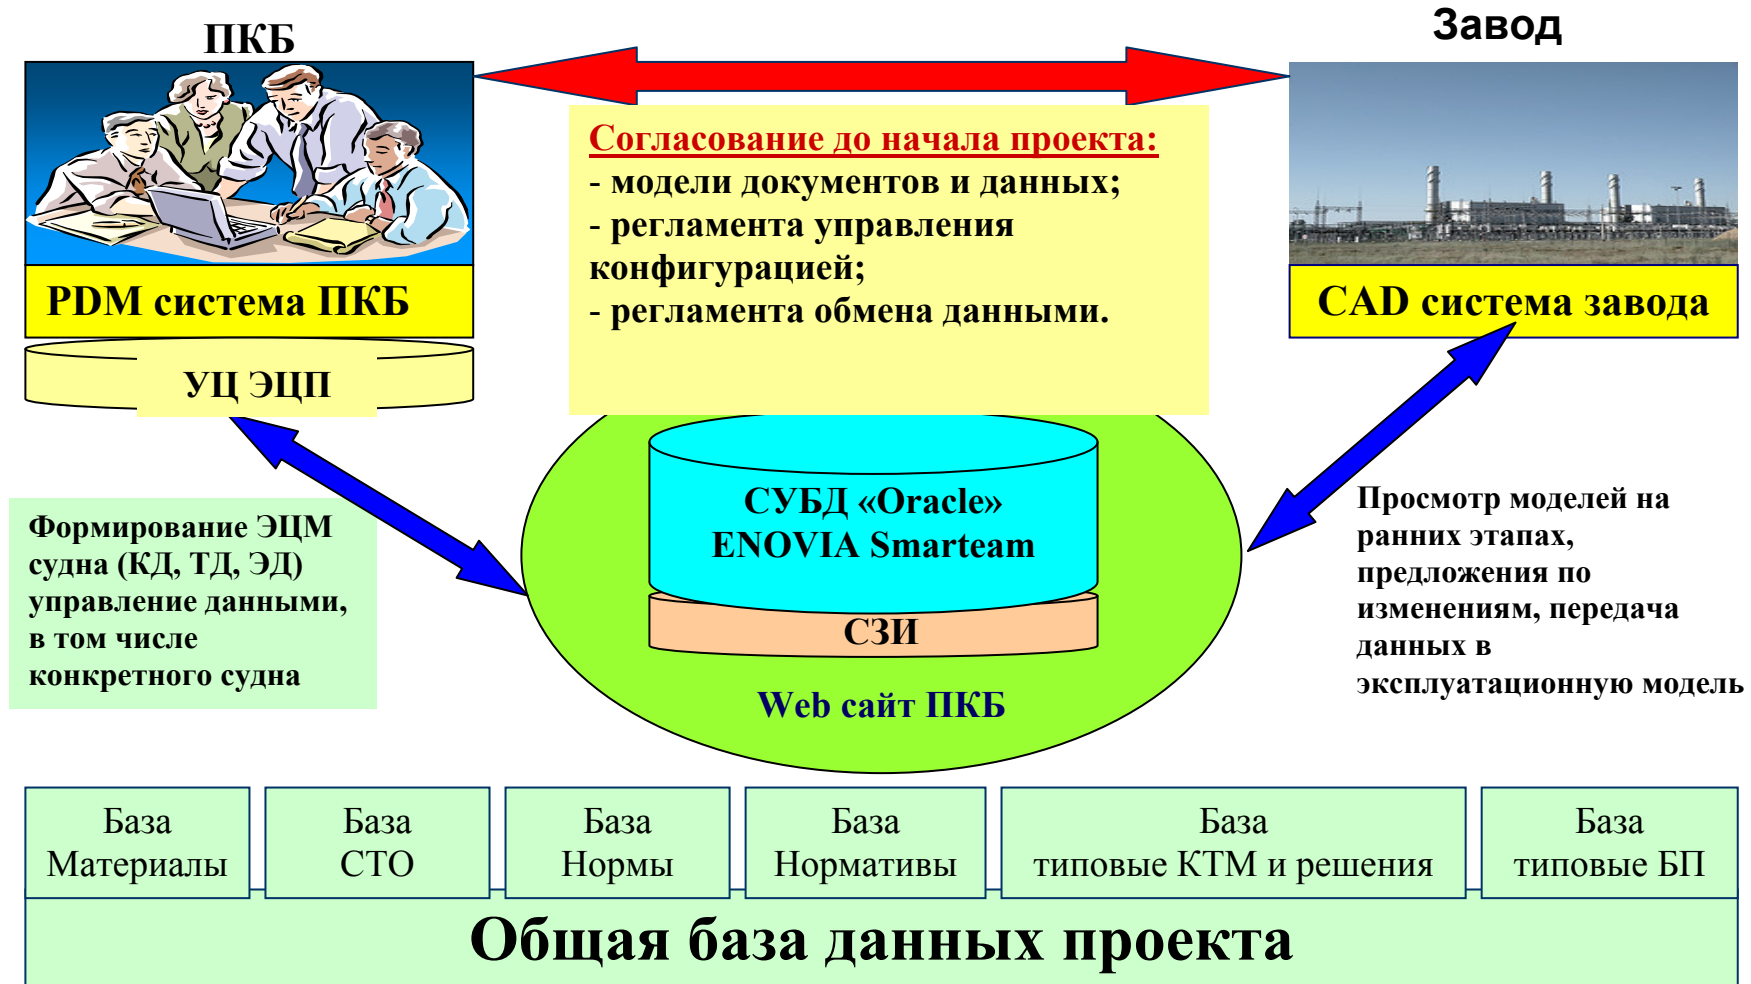 ПКБ
Завод
Согласование до начала проекта:
- модели документов и данных;
- регламента управления
конфигурацией;
- регламента обмена данными.
PDM система ПКБ
CAD система завода
УЦ ЭЦП
СУБД «Oracle»
ENOVIA Smarteam
СЗИ
Web сайт ПКБ
Формирование ЭЦМ
судна (КД, ТД, ЭД)
управление данными,
в том числе
конкретного судна
Просмотр моделей на
ранних этапах,
предложения по
изменениям, передача
данных в
эксплуатационную модель
База
Материалы
База
СТО
База
Нормы
База
Нормативы
База
типовые КТМ и решения
База
типовые БП
Общая база данных проекта